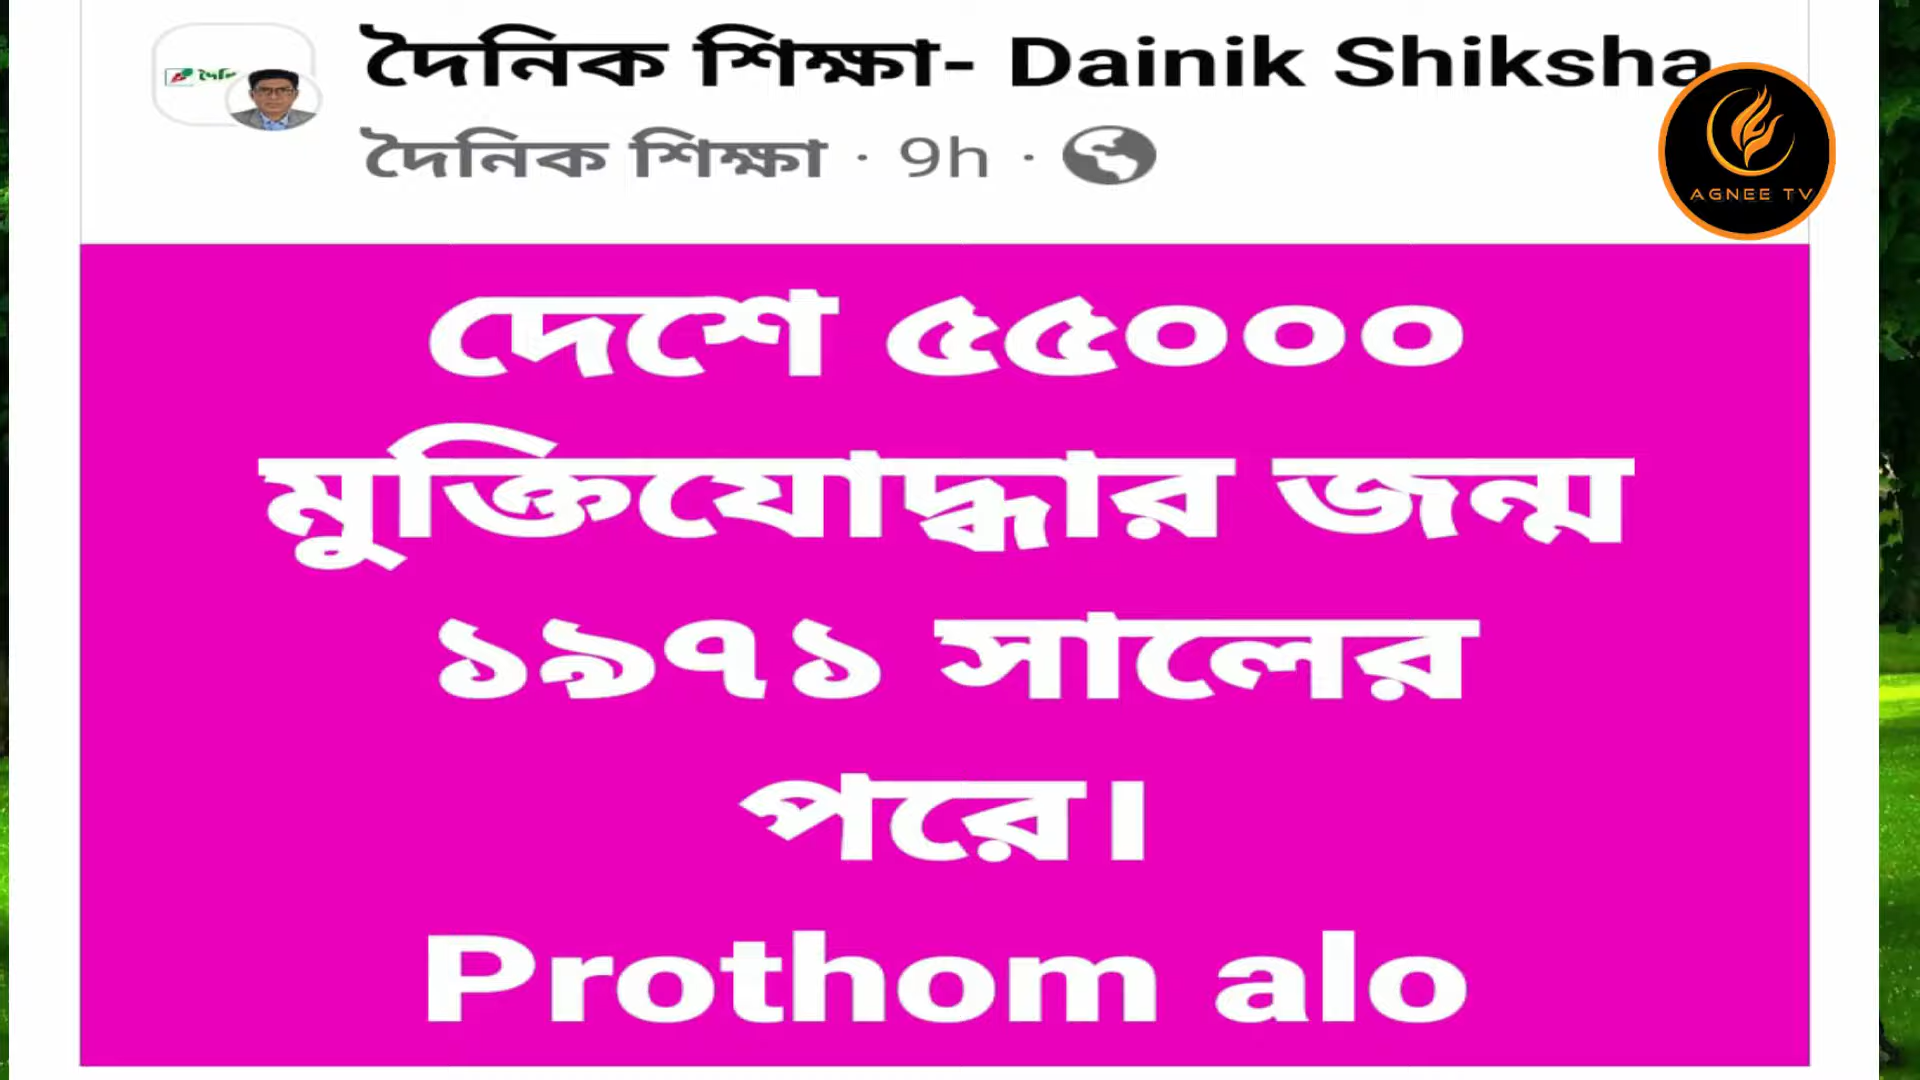 দৈনিক শিক্ষা- Dainik Shiksha
দৈনিক শিক্ষা · 9h ·
AGNEE TV
দেশে ৫৫০০০
মুক্তিযোদ্ধার জন্ম
১৯৭১ সালের
পরে।
Prothom alo